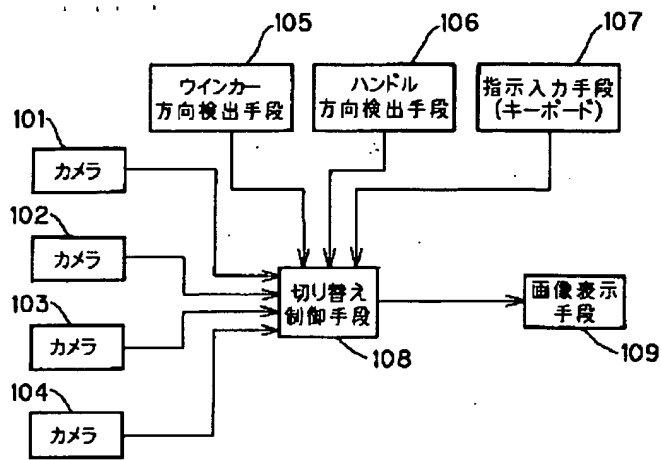 105
106
107
ウインカー
方向検出手段
ハンドル
方向検出手段
指示入力手段
(キーボード)
101
カメラ
102
カメラ
103
カメラ
104
カメラ
切り替え
制御手段
108
画像表示
手段
109